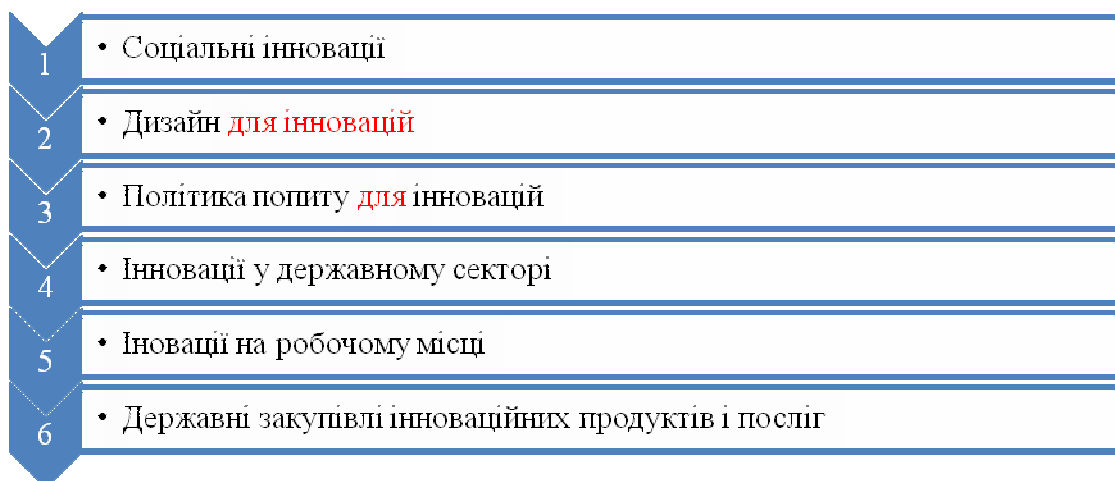 1 • Соціальні інновації
2 • Дизайн для інновацій
3 • Політика попиту для інновацій
4 • Інновації у державному секторі
5 • Іновації на робочому місці
6 • Державні закупівлі інноваційних продуктів і посліг